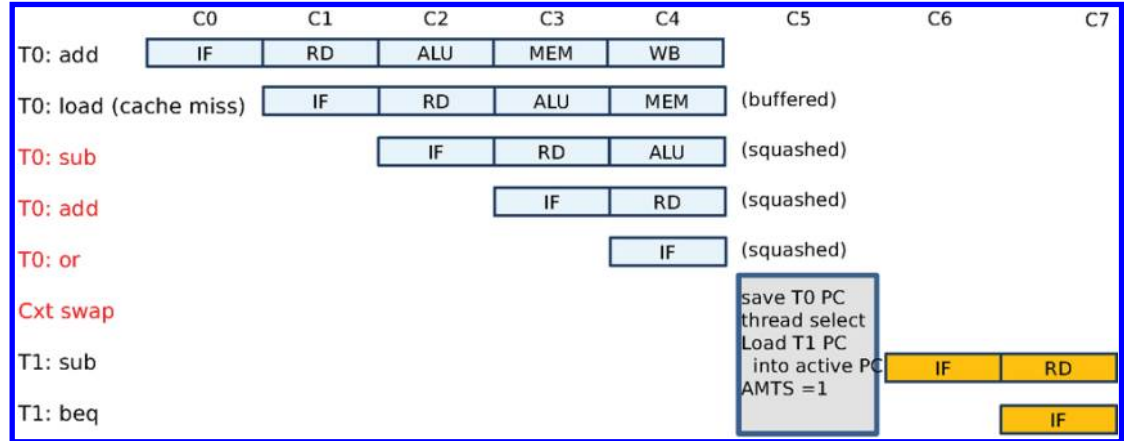 C0 C1 C2 C3 C4 C5 C6 C7
T0: add IF RD ALU MEM WB
T0: load (cache miss) IF RD ALU MEM (buffered)
T0: sub IF RD ALU (squashed)
T0: add IF RD (squashed)
T0: or IF (squashed)
Cxt swap
save T0 PC
thread select
Load T1 PC
into active PC
AMTS =1
T1: sub IF RD
T1: beq IF